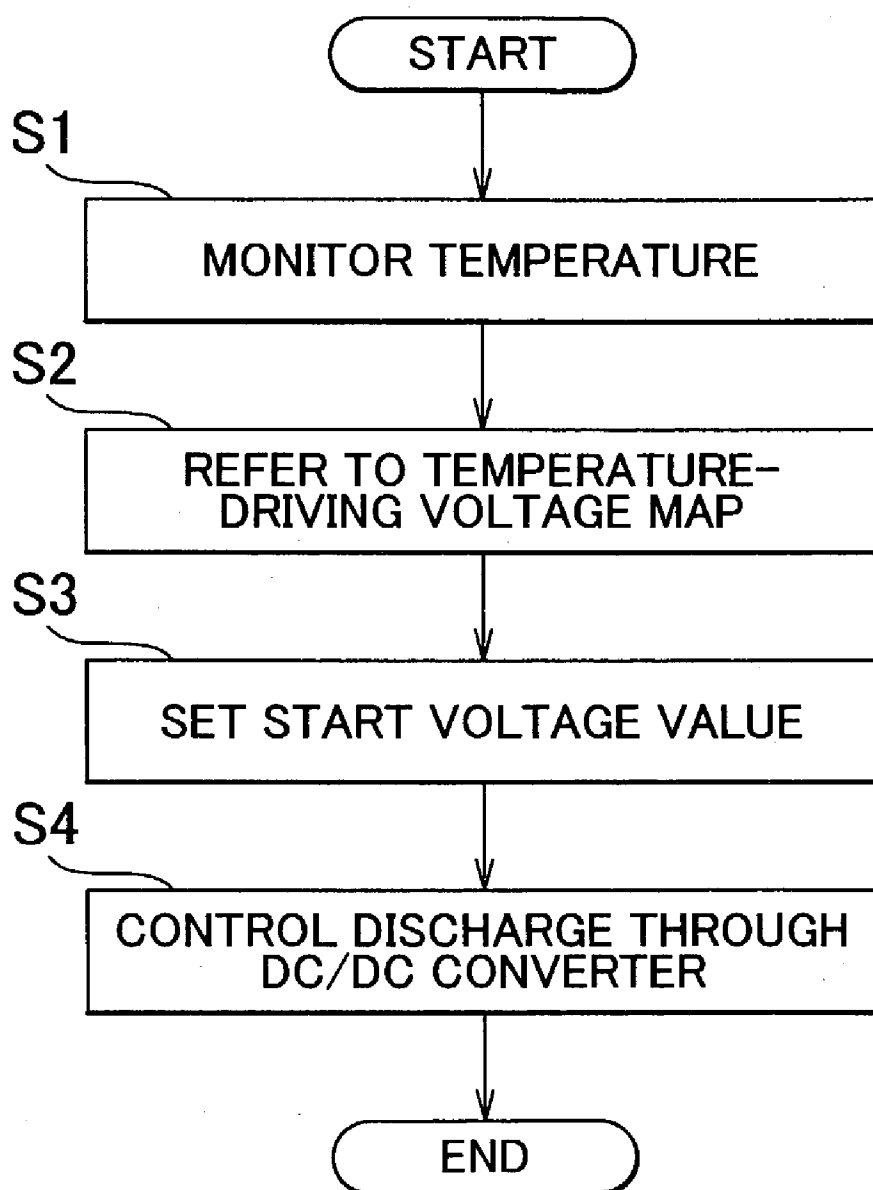 START
S1
MONITOR TEMPERATURE
S2
REFER TO TEMPERATURE-
DRIVING VOLTAGE MAP
S3
SET START VOLTAGE VALUE
S4
CONTROL DISCHARGE THROUGH
DC/DC CONVERTER
END